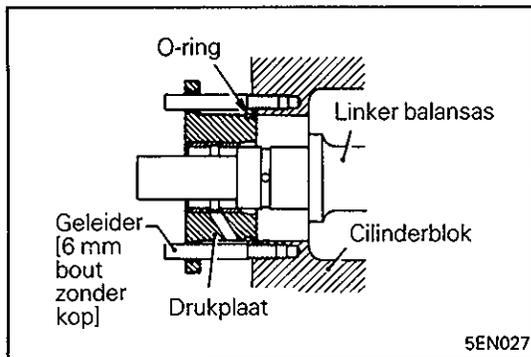 O-ring
Linker balansas
Geleider
[6 mm
bout
zonder
kop]
Drukplaat
Cilinderblok
5EN027